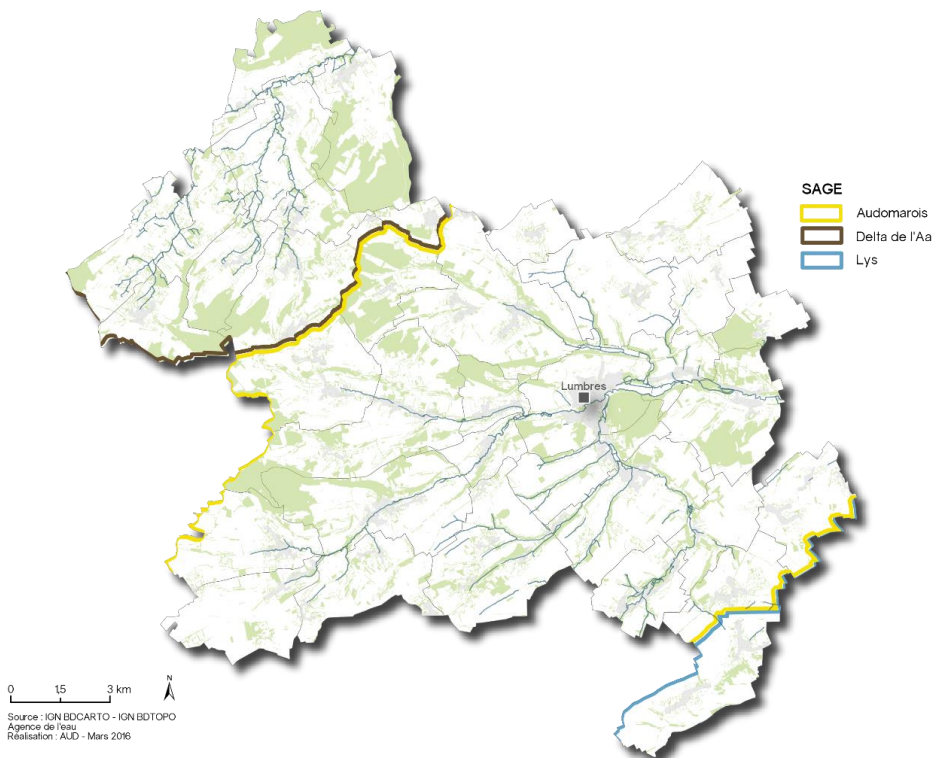 SAGE
Audomarois
Delta de l'Aa
Lys
Lumbres
0 1,5 3 km
N
Source : IGN BDCARTO - IGN BDTOPO
Agence de l'eau
Réalisation : AUD - Mars 2016